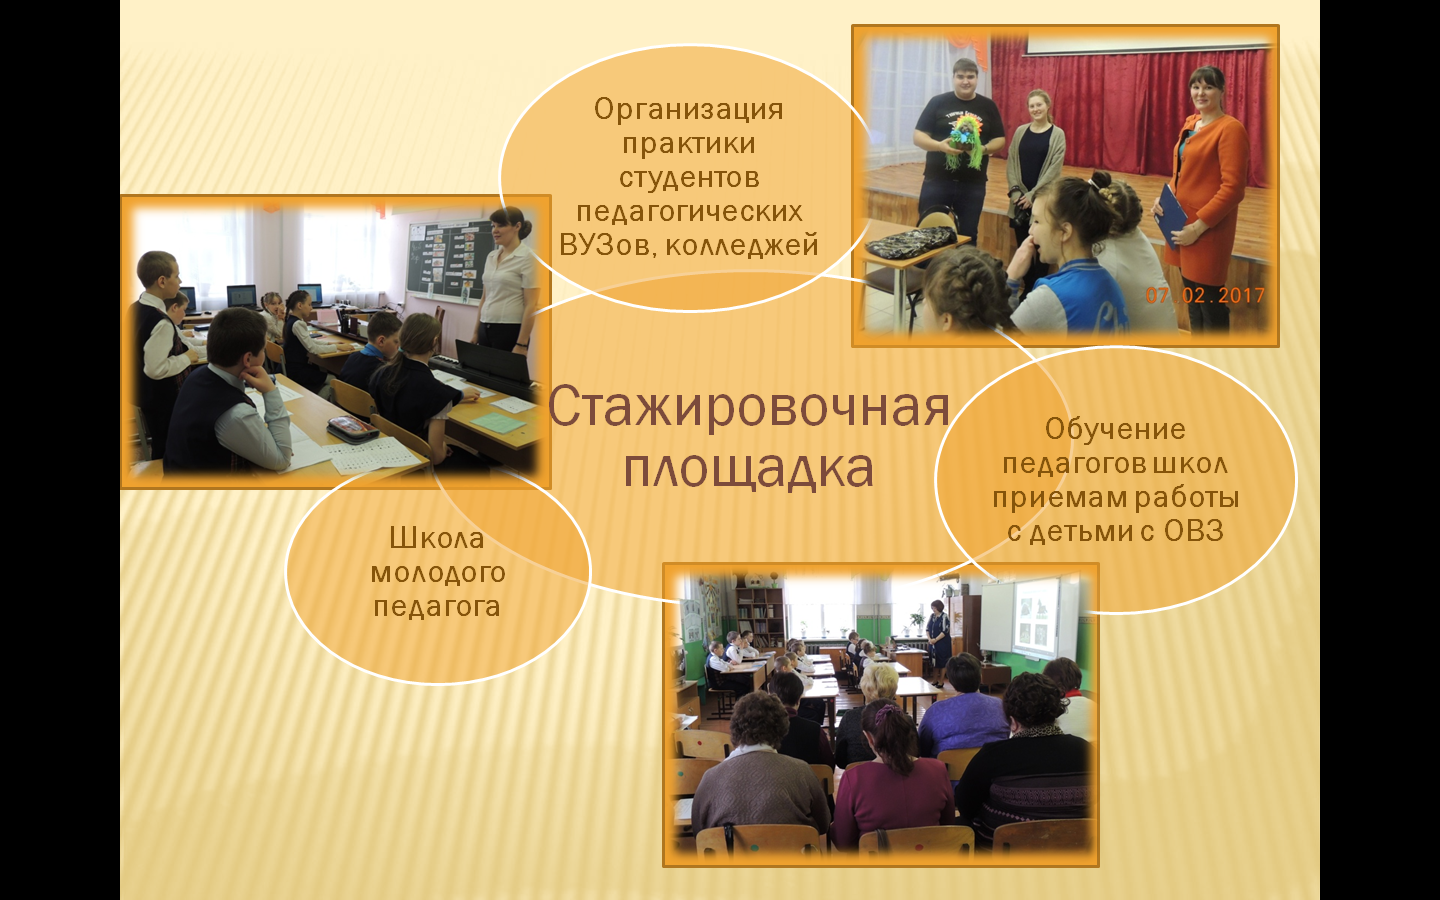 Организация
практики
студентов
педагогических
ВУЗов, колледжей
07.02.2017
Стажировочная
площадка
Обучение
педагогов школ
приемам работы
с детьми с ОВЗ
Школа
молодого
педагога